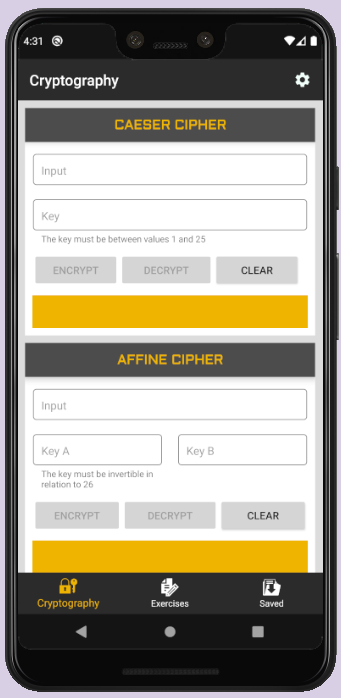 4:31
Cryptography
CAESER CIPHER
Input
Key
The key must be between values 1 and 25
ENCRYPT DECRYPT CLEAR
AFFINE CIPHER
Input
Key A Key B
The key must be invertible in
relation to 26
ENCRYPT DECRYPT CLEAR
Cryptography Exercises Saved